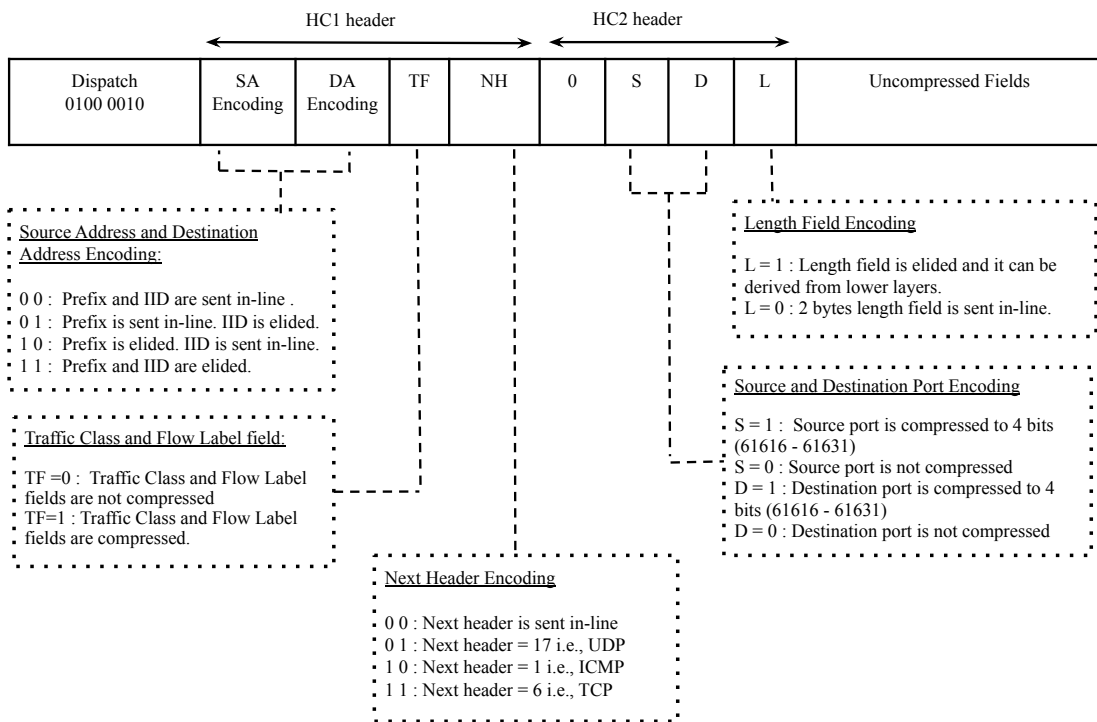 HC1 header
HC2 header
Dispatch
0100 0010
SA
Encoding
DA
Encoding
TF
NH
0
S
D
L
Uncompressed Fields
Source Address and Destination
Address Encoding:
0 0 : Prefix and IID are sent in-line .
0 1 : Prefix is sent in-line. IID is elided.
1 0 : Prefix is elided. IID is sent in-line.
1 1 : Prefix and IID are elided.
Length Field Encoding
L = 1 : Length field is elided and it can be
derived from lower layers.
L = 0 : 2 bytes length field is sent in-line.
Traffic Class and Flow Label field:
TF =0 : Traffic Class and Flow Label
fields are not compressed
TF=1 : Traffic Class and Flow Label
fields are compressed.
Source and Destination Port Encoding
S = 1 : Source port is compressed to 4 bits
(61616 - 61631)
S = 0 : Source port is not compressed
D = 1 : Destination port is compressed to 4
bits (61616 - 61631)
D = 0 : Destination port is not compressed
Next Header Encoding
0 0 : Next header is sent in-line
0 1 : Next header = 17 i.e., UDP
1 0 : Next header = 1 i.e., ICMP
1 1 : Next header = 6 i.e., TCP